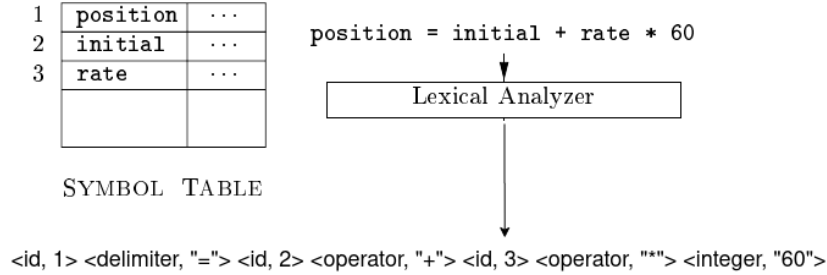 1 position ...
2 initial ...
3 rate ...
SYMBOL TABLE
position = initial + rate * 60
Lexical Analyzer
<id, 1> <delimiter, "="> <id, 2> <operator, "+"> <id, 3> <operator, "*"> <integer, "60">